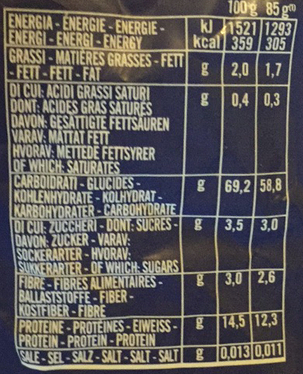 100 g 85 g(*)
ENERGIA - ÉNERGIE - ENERGIE - kJ 1521 1293
ENERGI - ENERGI - ENERGY kcal 359 305
GRASSI - MATIÈRES GRASSES - FETT g 2,0 1,7
- FETT - FETT - FAT
DI CUI: ACIDI GRASSI SATURI g 0,4 0,3
DONT: ACIDES GRAS SATURÉS
DAVON: GESÄTTIGTE FETTSÄUREN
VARAV: MÄTTAT FETT
HVORAV: METTEDE FETTSYRER
OF WHICH: SATURATES
CARBOIDRATI - GLUCIDES - g 69,2 58,8
KOHLENHYDRATE - KOLHYDRAT -
KARBOHYDRATER - CARBOHYDRATE
DI CUI: ZUCCHERI - DONT: SUCRES - g 3,5 3,0
DAVON: ZUCKER - VARAV:
SOCKERARTER - HVORAV:
SUKKERARTER - OF WHICH: SUGARS
FIBRE - FIBRES ALIMENTAIRES - g 3,0 2,6
BALLASTSTOFFE - FIBER -
KOSTFIBER - FIBRE
PROTEINE - PROTÉINES - EIWEISS - g 14,5 12,3
PROTEIN - PROTEIN - PROTEIN
SALE - SEL - SALZ - SALT - SALT - SALT g 0,013 0,011